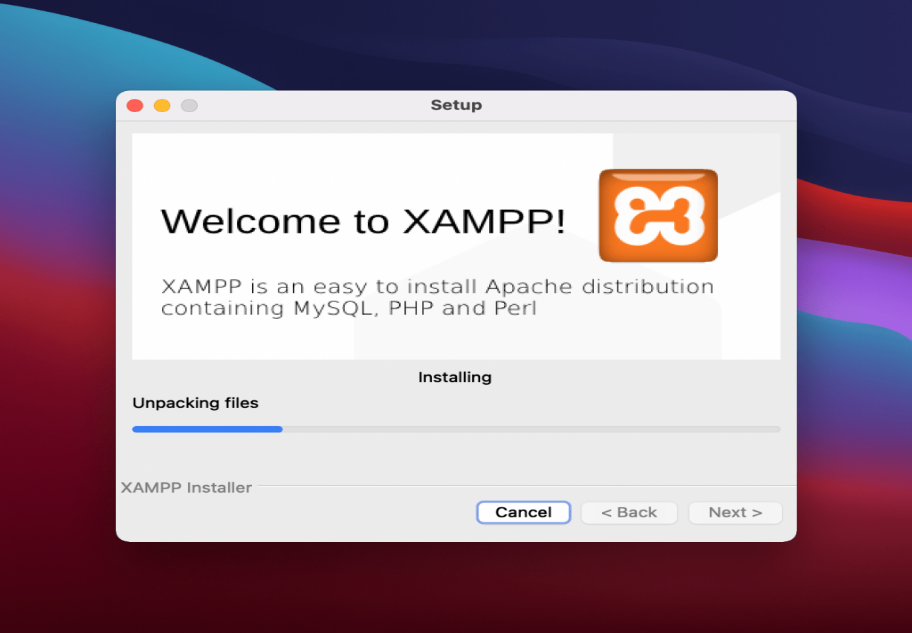 Setup
Welcome to XAMPP!
XAMPP is an easy to install Apache distribution
containing MySQL, PHP and Perl
Installing
Unpacking files
XAMPP Installer
Cancel
< Back
Next >